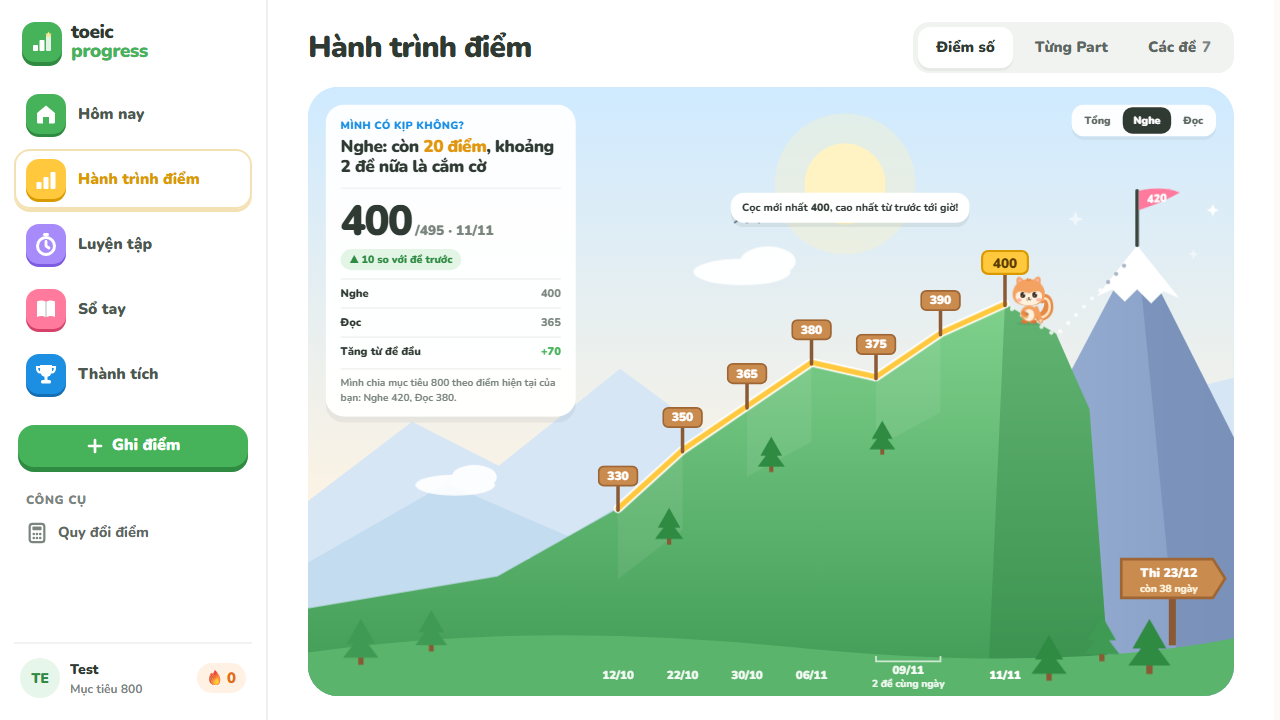 toeic
progress
Hôm nay
Hành trình điểm
Luyện tập
Sổ tay
Thành tích
Ghi điểm
CÔNG CỤ
Quy đổi điểm
TE
Test
Mục tiêu 800
0
Hành trình điểm
Điểm số
Từng Part
Các đề 7
MÌNH CÓ KỊP KHÔNG?
Nghe: còn 20 điểm, khoảng
2 đề nữa là cắm cờ
400/495 · 11/11
▲ 10 so với đề trước
Nghe 400
Đọc 365
Tăng từ đề đầu +70
Mình chia mục tiêu 800 theo điểm hiện tại của
bạn: Nghe 420, Đọc 380.
Tổng
Nghe
Đọc
Cọc mới nhất 400, cao nhất từ trước tới giờ!
420
400
390
380
375
365
350
330
Thi 23/12
còn 38 ngày
12/10
22/10
30/10
06/11
09/11
2 đề cùng ngày
11/11